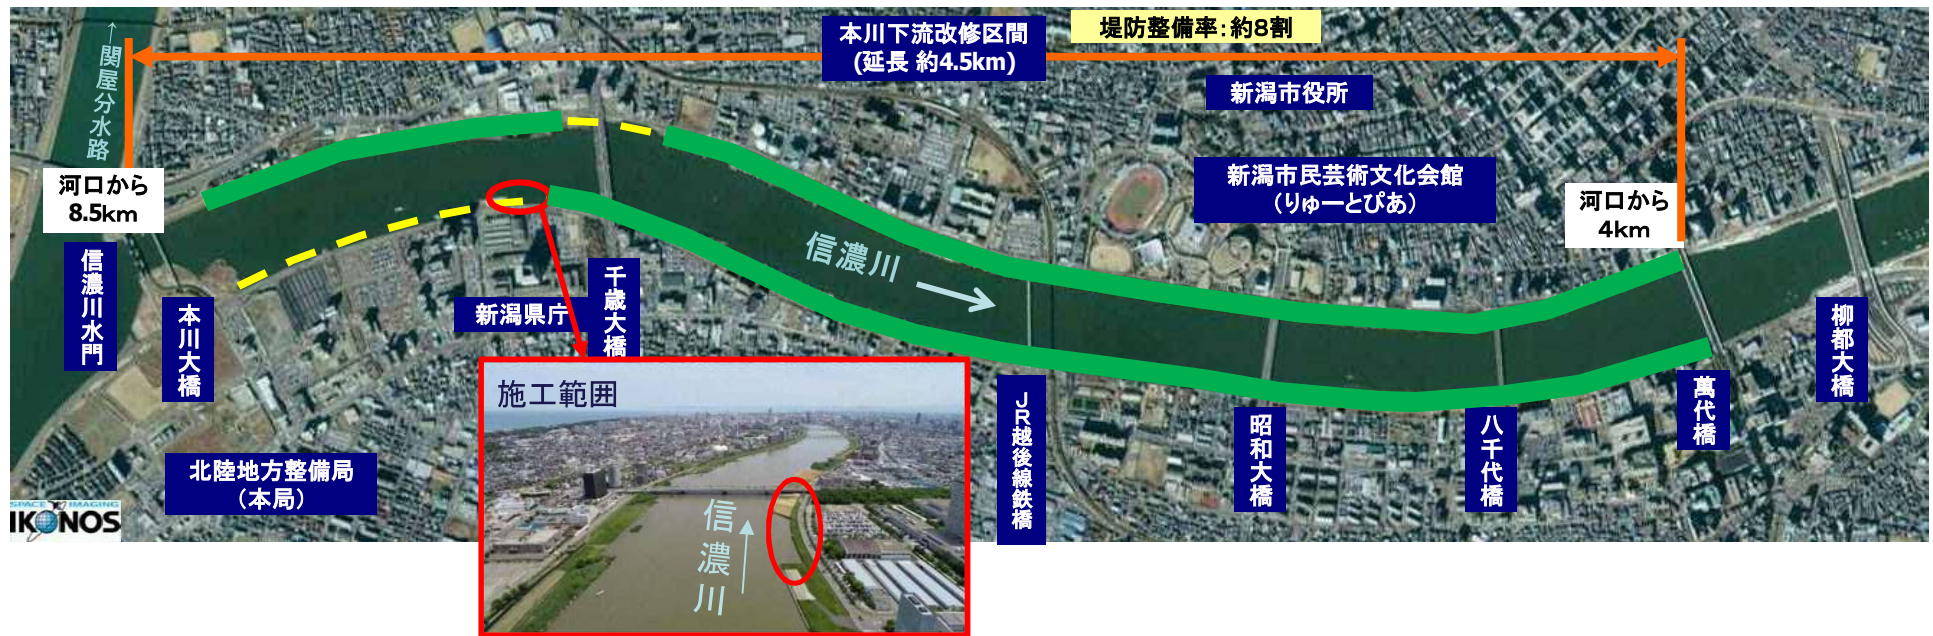 本川下流改修区間
(延長 約4.5km)
堤防整備率：約8割
↑関屋分水路
新潟市役所
新潟市民芸術文化会館
（りゅーとぴあ）
河口から
8.5km
河口から
4km
信濃川 →
信濃川水門
本川大橋
新潟県庁
千歳大橋
JR越後線鉄橋
昭和大橋
八千代橋
萬代橋
柳都大橋
北陸地方整備局
（本局）
施工範囲
信濃川
SPACE IMAGING
IKONOS